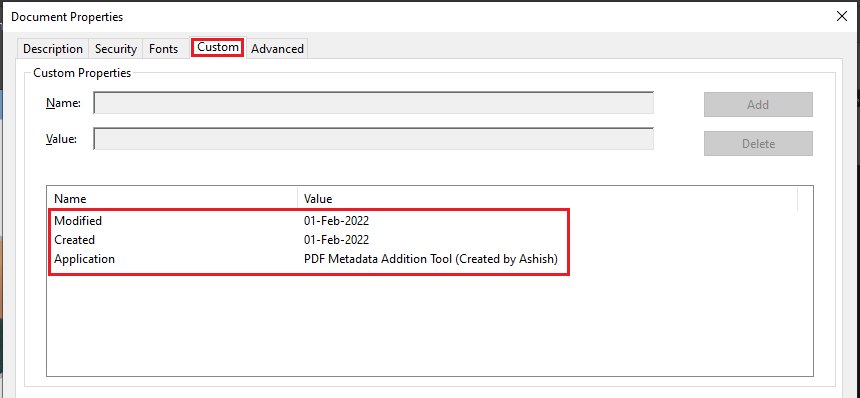 Document Properties
Description Security Fonts Custom Advanced
Custom Properties
Name: Add
Value: Delete
Name Value
Modified 01-Feb-2022
Created 01-Feb-2022
Application PDF Metadata Addition Tool (Created by Ashish)